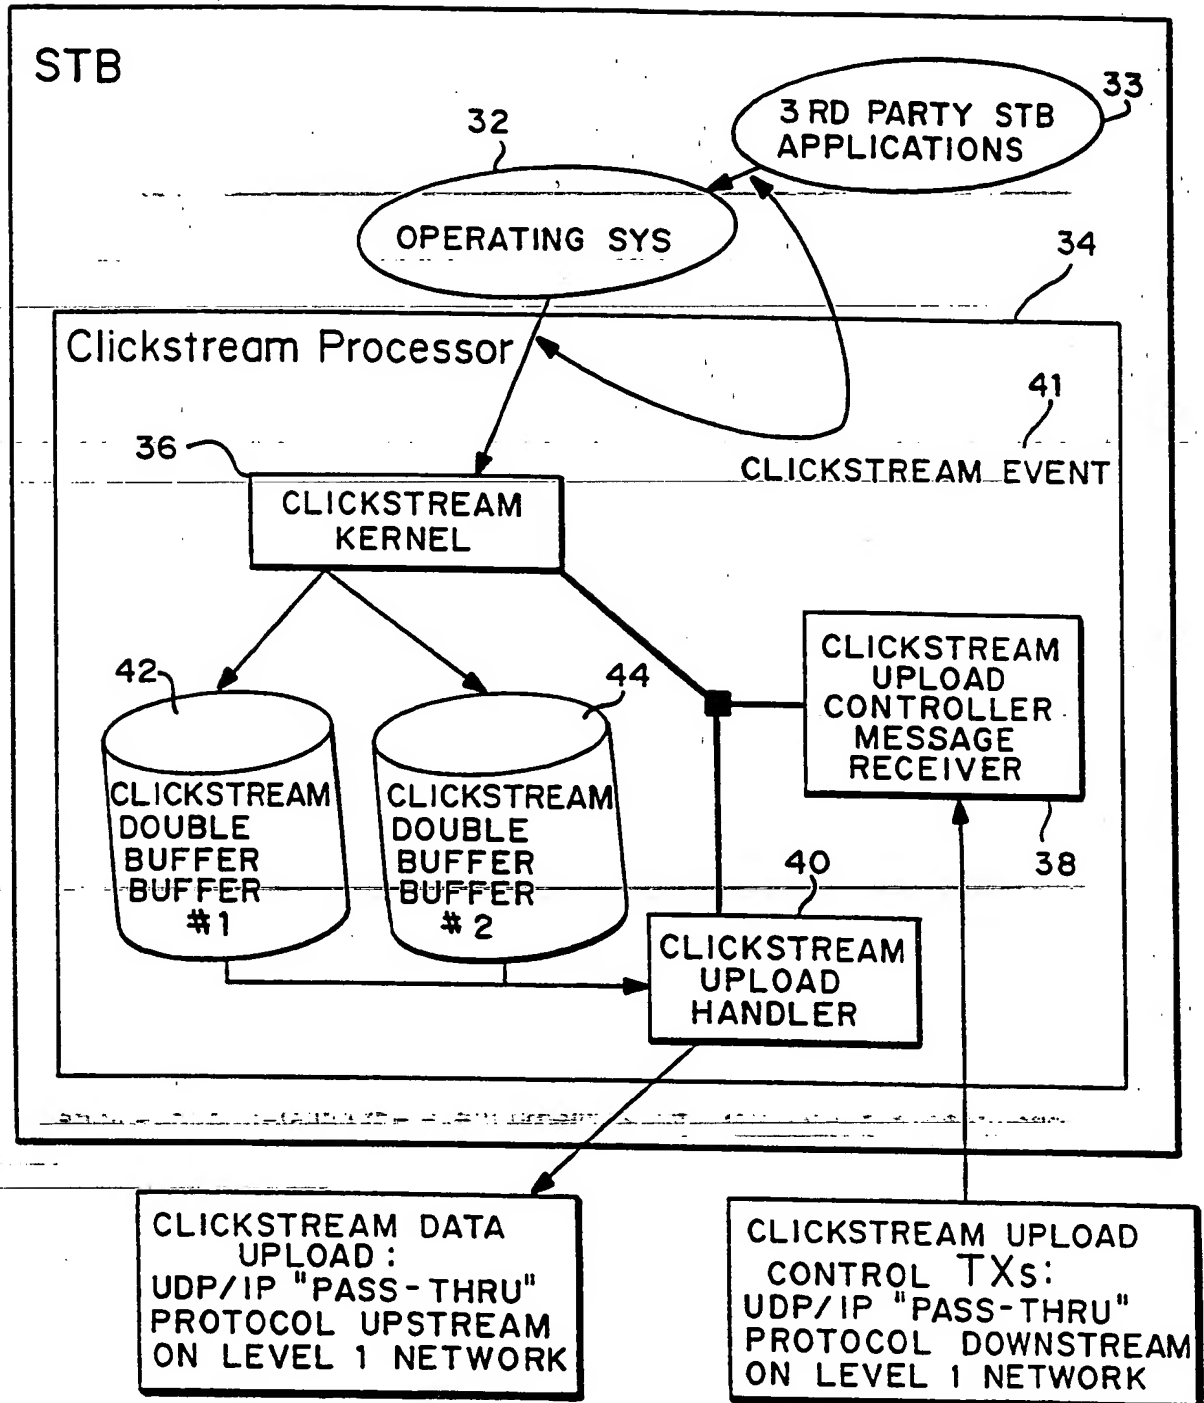 STB
33
3 RD PARTY STB
APPLICATIONS
32
OPERATING SYS
34
Clickstream Processor
41
CLICKSTREAM EVENT
36
CLICKSTREAM
KERNEL
42
44
CLICKSTREAM
DOUBLE
BUFFER
BUFFER
#1
CLICKSTREAM
DOUBLE
BUFFER
BUFFER
#2
CLICKSTREAM
UPLOAD
CONTROLLER
MESSAGE
RECEIVER
38
40
CLICKSTREAM
UPLOAD
HANDLER
CLICKSTREAM DATA
UPLOAD:
UDP/IP "PASS-THRU"
PROTOCOL UPSTREAM
ON LEVEL 1 NETWORK
CLICKSTREAM UPLOAD
CONTROL TXs:
UDP/IP "PASS-THRU"
PROTOCOL DOWNSTREAM
ON LEVEL 1 NETWORK